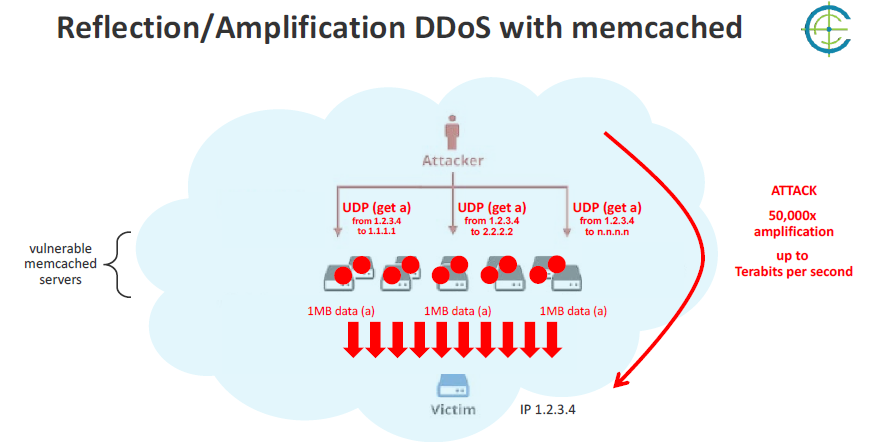 Reflection/Amplification DDoS with memcached
Attacker
UDP (get a)
from 1.2.3.4
to 1.1.1.1
UDP (get a)
from 1.2.3.4
to 2.2.2.2
UDP (get a)
from 1.2.3.4
to n.n.n.n
ATTACK
50,000x
amplification
up to
Terabits per second
vulnerable
memcached
servers
1MB data (a)
1MB data (a)
1MB data (a)
Victim
IP 1.2.3.4